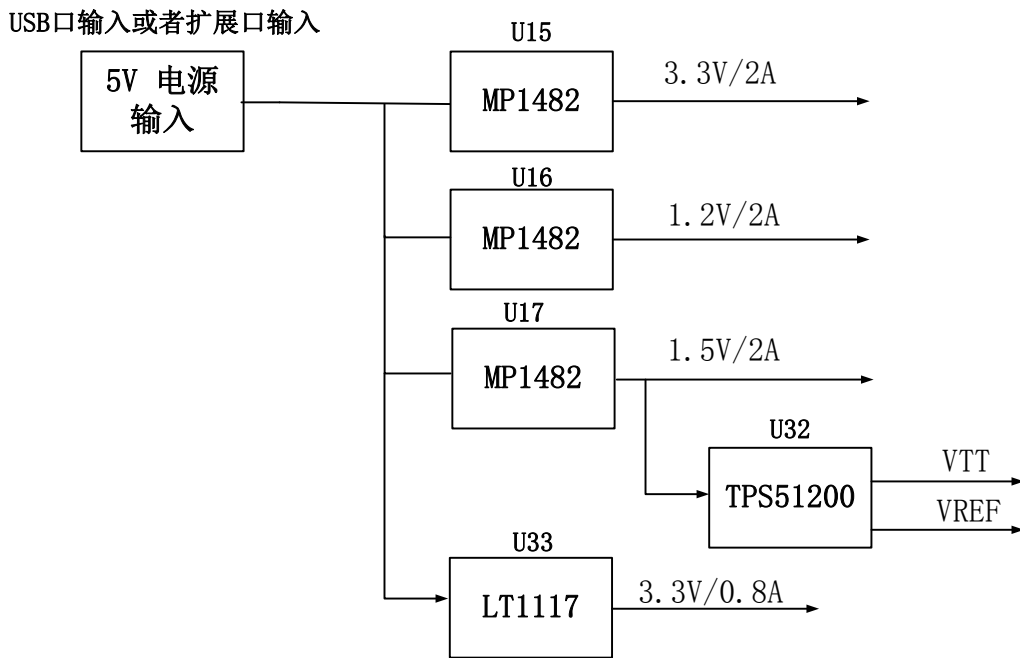 USB口输入或者扩展口输入
5V 电源
输入
U15
MP1482
3.3V/2A
U16
MP1482
1.2V/2A
U17
MP1482
1.5V/2A
U32
TPS51200
VTT
VREF
U33
LT1117
3.3V/0.8A